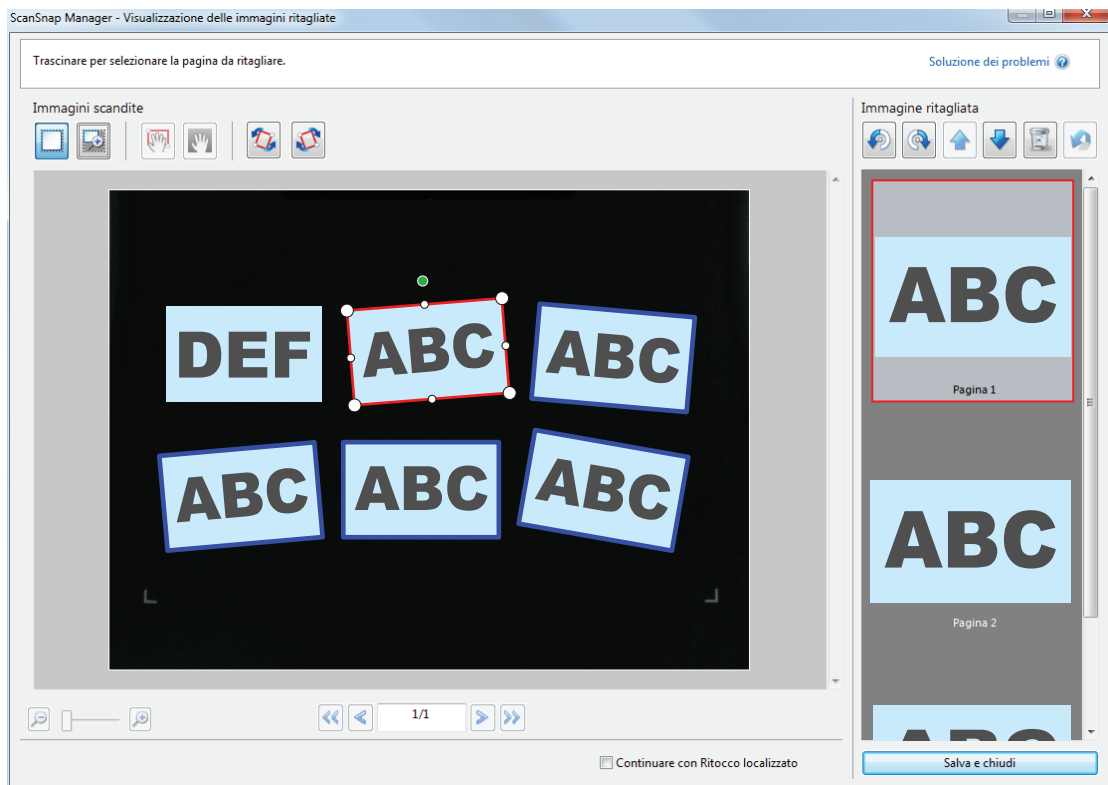 ScanSnap Manager - Visualizzazione delle immagini ritagliate
Trascinare per selezionare la pagina da ritagliare.
Soluzione dei problemi
Immagini scandite
Immagine ritagliata
DEF
ABC
ABC
ABC
ABC
ABC
ABC
Pagina 1
ABC
Pagina 2
ABC
1/1
Continuare con Ritocco localizzato
Salva e chiudi